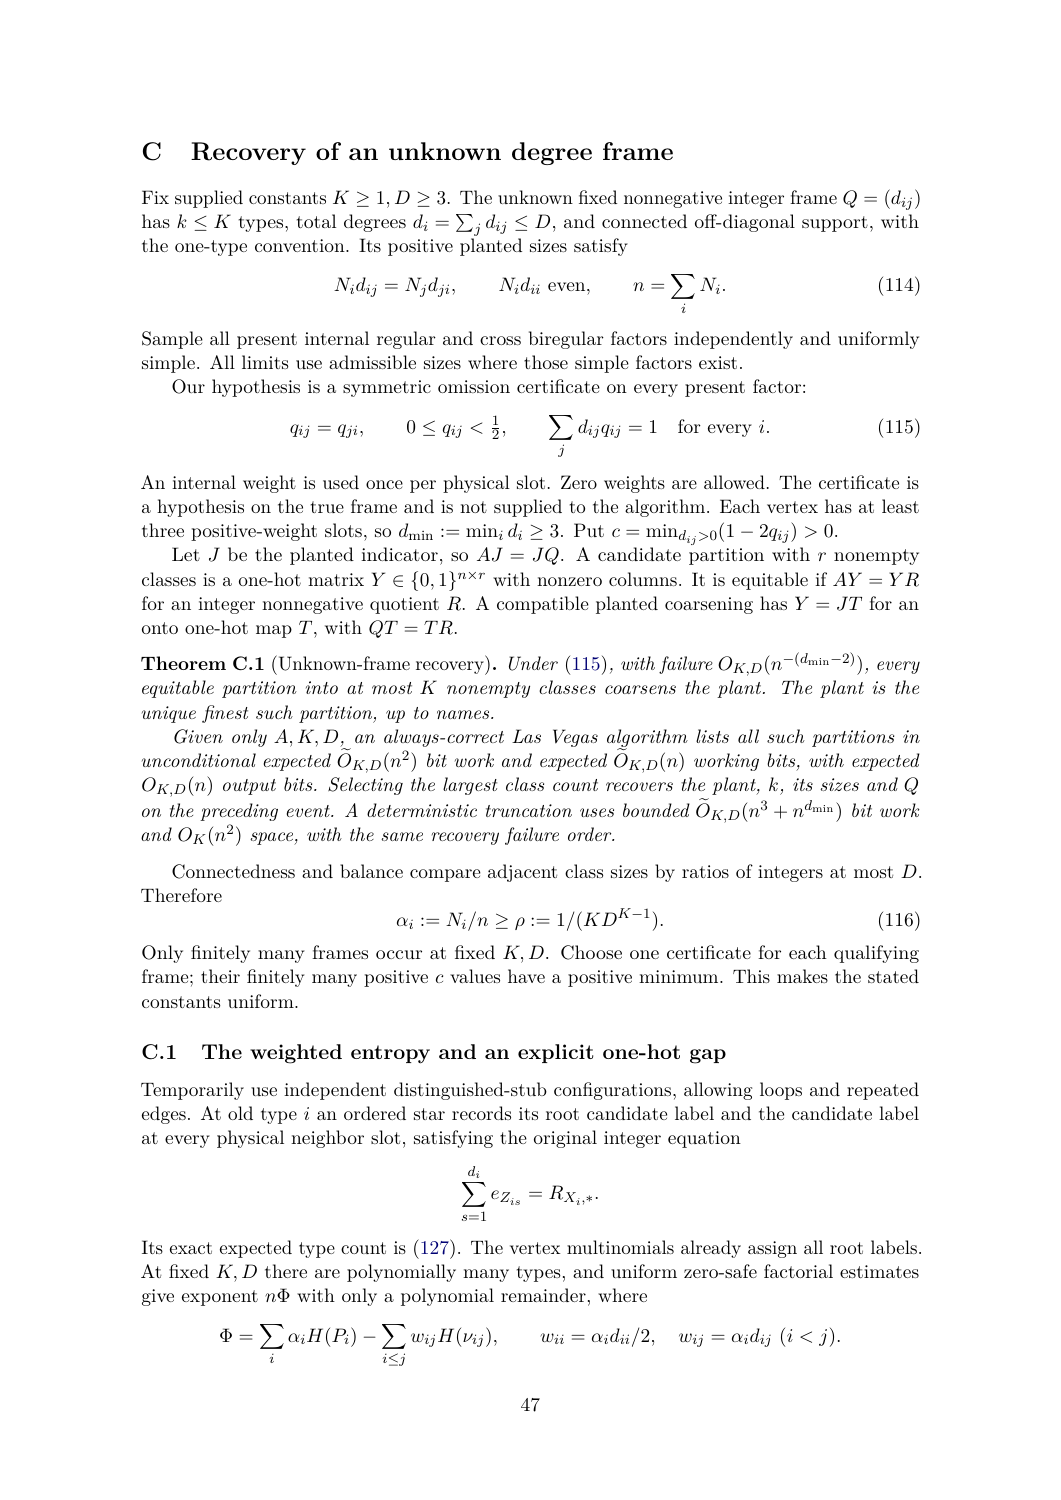 C Recovery of an unknown degree frame
Fix supplied constants K ≥ 1, D ≥ 3. The unknown fixed nonnegative integer frame Q = (d_{ij})
has k ≤ K types, total degrees d_i = ∑_j d_{ij} ≤ D, and connected off-diagonal support, with
the one-type convention. Its positive planted sizes satisfy
N_i d_{ij} = N_j d_{ji}, N_i d_{ii} even, n = ∑_i N_i. (114)
Sample all present internal regular and cross biregular factors independently and uniformly
simple. All limits use admissible sizes where those simple factors exist.
Our hypothesis is a symmetric omission certificate on every present factor:
q_{ij} = q_{ji}, 0 ≤ q_{ij} < 1/2, ∑_j d_{ij} q_{ij} = 1 for every i. (115)
An internal weight is used once per physical slot. Zero weights are allowed. The certificate is
a hypothesis on the true frame and is not supplied to the algorithm. Each vertex has at least
three positive-weight slots, so d_{min} := min_i d_i ≥ 3. Put c = min_{d_{ij}>0}(1 − 2q_{ij}) > 0.
Let J be the planted indicator, so AJ = JQ. A candidate partition with r nonempty
classes is a one-hot matrix Y ∈ {0, 1}^{n×r} with nonzero columns. It is equitable if AY = YR
for an integer nonnegative quotient R. A compatible planted coarsening has Y = JT for an
onto one-hot map T, with QT = TR.
Theorem C.1 (Unknown-frame recovery). Under (115), with failure O_{K,D}(n^{−(d_{min}−2)}), every
equitable partition into at most K nonempty classes coarsens the plant. The plant is the
unique finest such partition, up to names.
Given only A, K, D, an always-correct Las Vegas algorithm lists all such partitions in
unconditional expected Õ_{K,D}(n^2) bit work and expected Õ_{K,D}(n) working bits, with expected
O_{K,D}(n) output bits. Selecting the largest class count recovers the plant, k, its sizes and Q
on the preceding event. A deterministic truncation uses bounded Õ_{K,D}(n^3 + n^{d_{min}}) bit work
and O_K(n^2) space, with the same recovery failure order.
Connectedness and balance compare adjacent class sizes by ratios of integers at most D.
Therefore
α_i := N_i/n ≥ ρ := 1/(KD^{K−1}). (116)
Only finitely many frames occur at fixed K, D. Choose one certificate for each qualifying
frame; their finitely many positive c values have a positive minimum. This makes the stated
constants uniform.
C.1 The weighted entropy and an explicit one-hot gap
Temporarily use independent distinguished-stub configurations, allowing loops and repeated
edges. At old type i an ordered star records its root candidate label and the candidate label
at every physical neighbor slot, satisfying the original integer equation
∑_{s=1}^{d_i} e_{Z_{is}} = R_{X_i,*}.
Its exact expected type count is (127). The vertex multinomials already assign all root labels.
At fixed K, D there are polynomially many types, and uniform zero-safe factorial estimates
give exponent nΦ with only a polynomial remainder, where
Φ = ∑_i α_i H(P_i) − ∑_{i≤j} w_{ij} H(ν_{ij}), w_{ii} = α_i d_{ii}/2, w_{ij} = α_i d_{ij} (i < j).
47